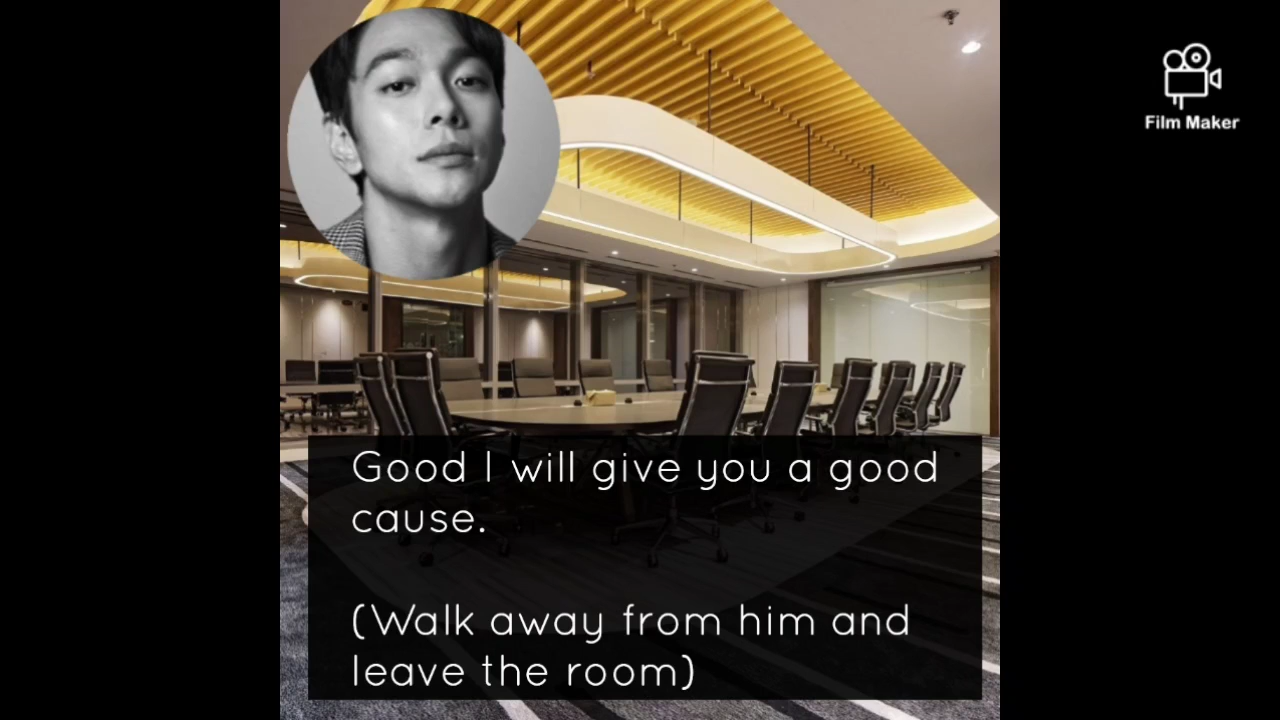 Film Maker
Good I will give you a good
cause.
(Walk away from him and
leave the room)